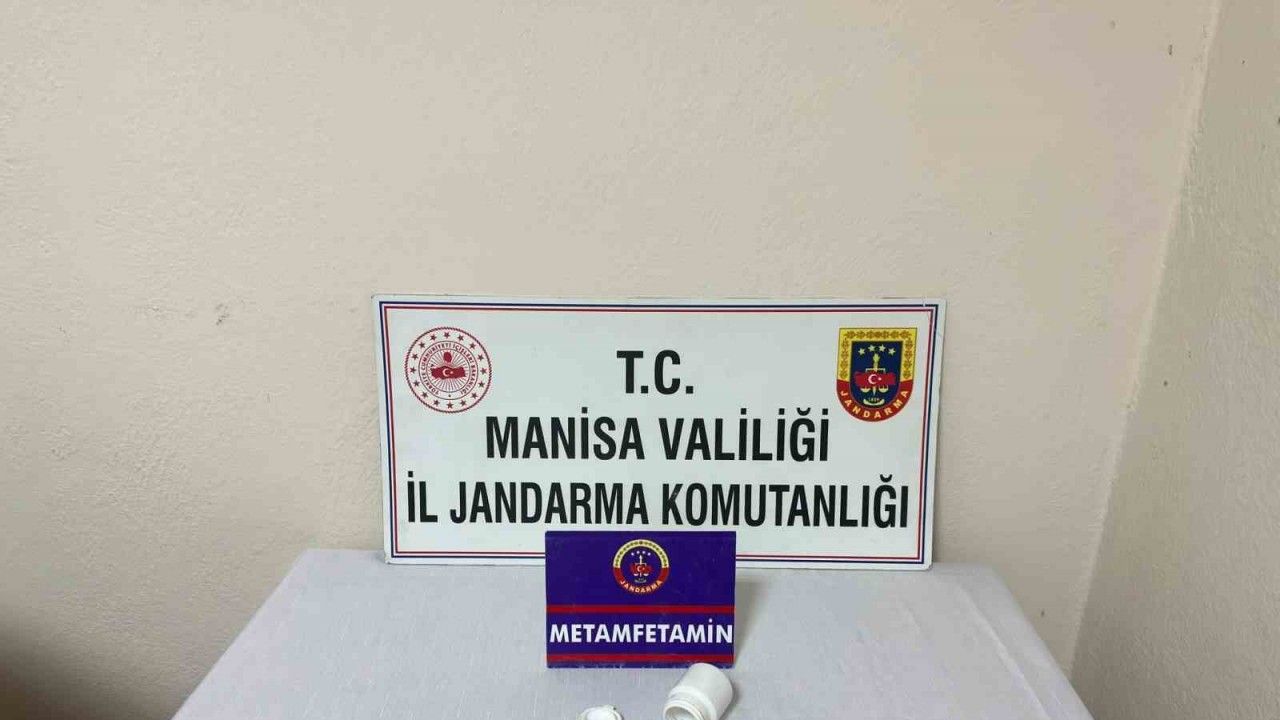 T.C.
MANİSA VALİLİĞİ
İL JANDARMA KOMUTANLIĞI
JANDARMA
JANDARMA
METAMFETAMİN